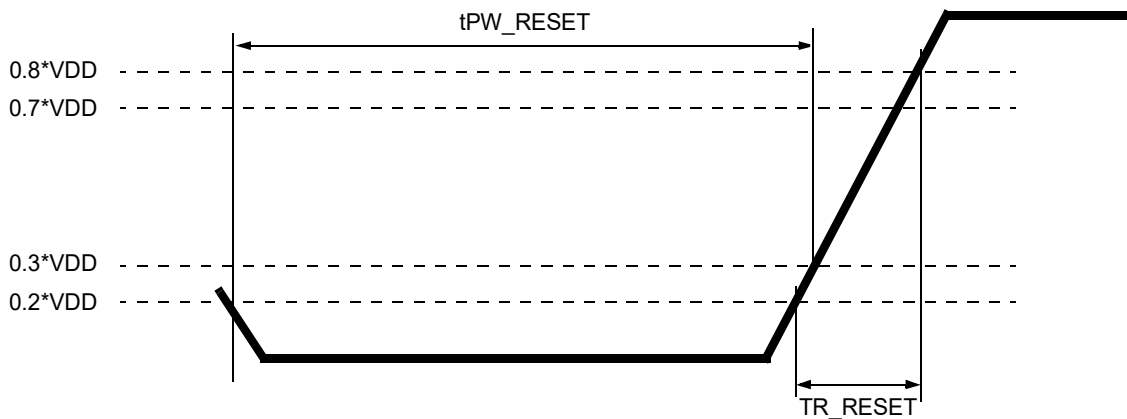 tPW_RESET
0.8*VDD
0.7*VDD
0.3*VDD
0.2*VDD
TR_RESET